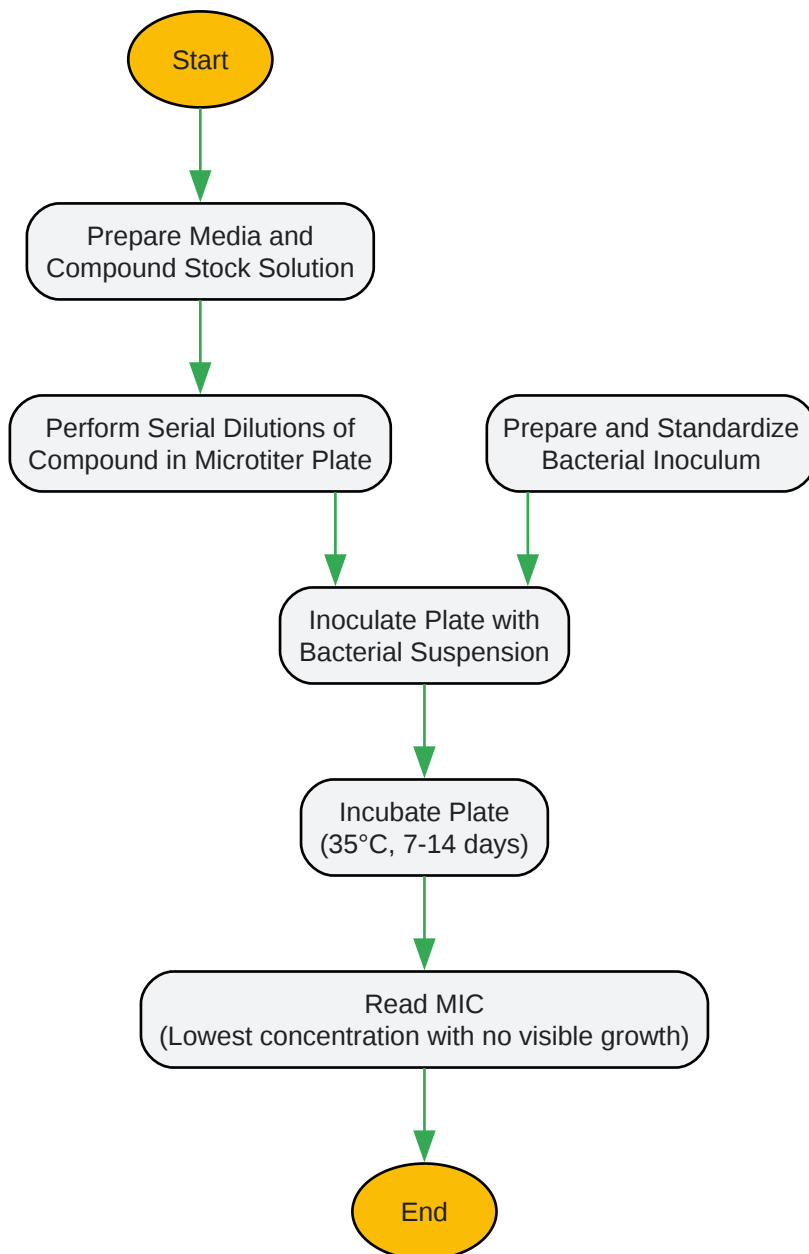 Start
Prepare Media and
Compound Stock Solution
Perform Serial Dilutions of
Compound in Microtiter Plate
Prepare and Standardize
Bacterial Inoculum
Inoculate Plate with
Bacterial Suspension
Incubate Plate
(35°C, 7-14 days)
Read MIC
(Lowest concentration with no visible growth)
End